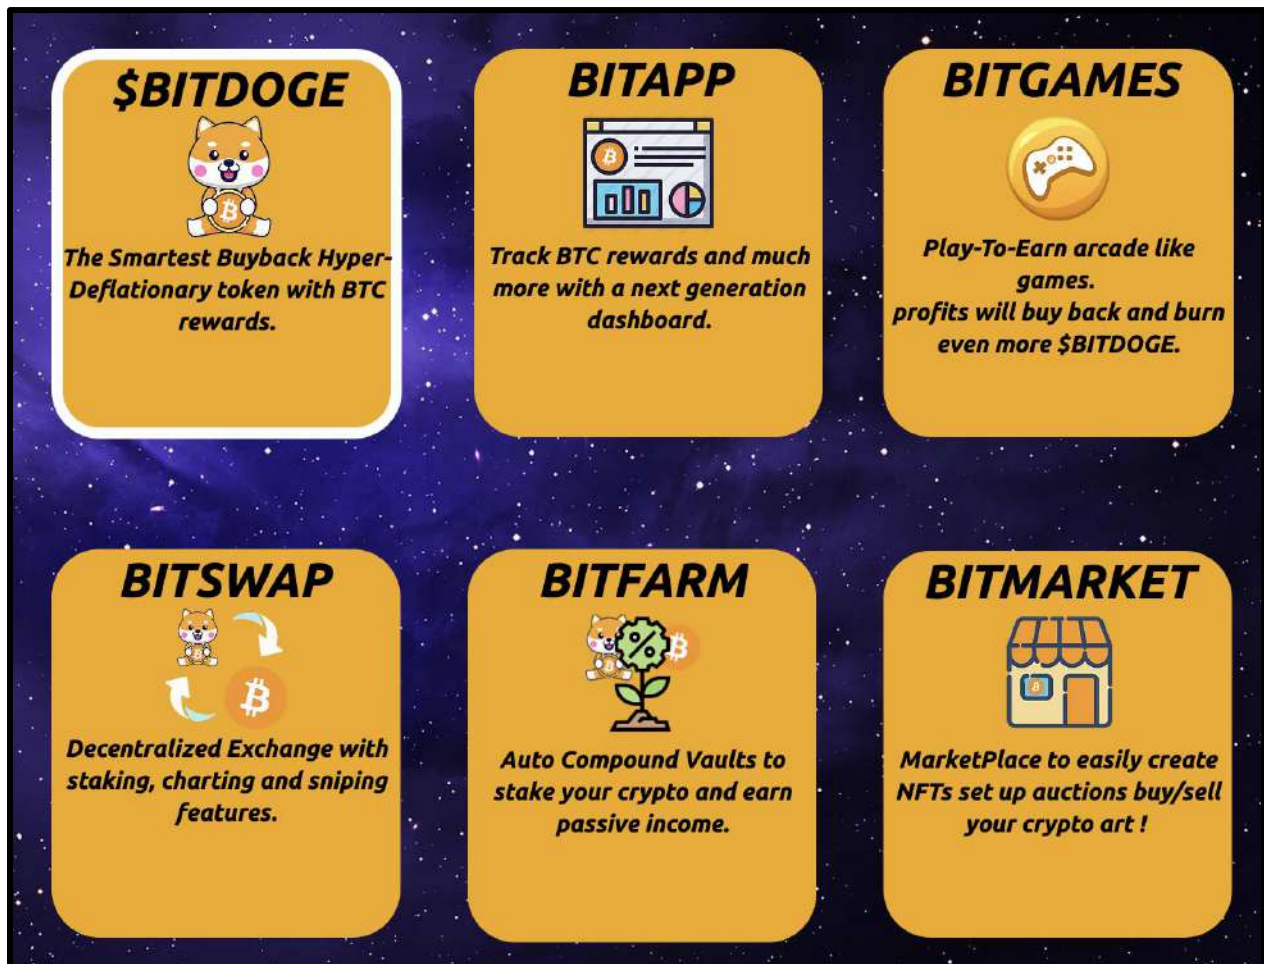 $BITDOGE
The Smartest Buyback Hyper-
Deflationary token with BTC
rewards.
BITAPP
Track BTC rewards and much
more with a next generation
dashboard.
BITGAMES
Play-To-Earn arcade like
games.
profits will buy back and burn
even more $BITDOGE.
BITSWAP
Decentralized Exchange with
staking, charting and sniping
features.
BITFARM
Auto Compound Vaults to
stake your crypto and earn
passive income.
BITMARKET
MarketPlace to easily create
NFTs set up auctions buy/sell
your crypto art !